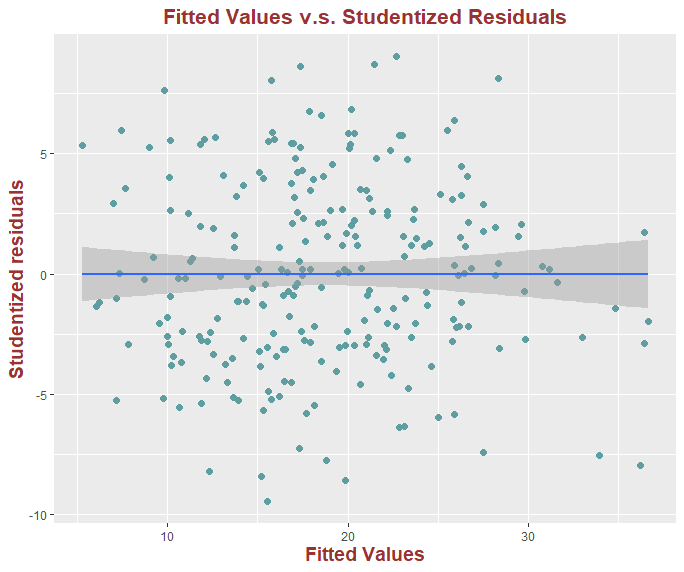 Fitted Values v.s. Studentized Residuals
Studentized residuals
5
0
-5
-10
10
20
30
Fitted Values